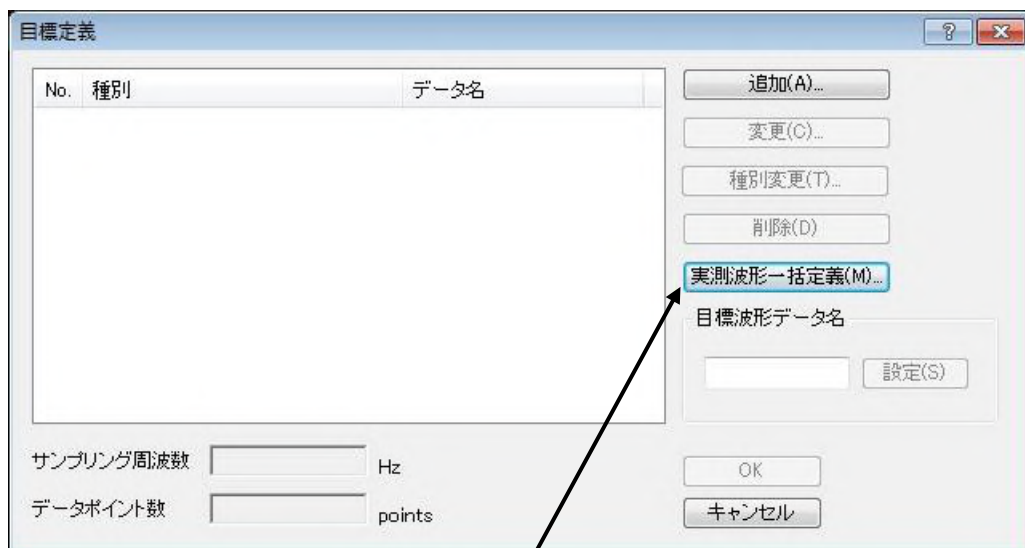 目標定義
No. 種別 データ名
追加(A)...
変更(C)...
種別変更(T)...
削除(D)
実測波形一括定義(M)...
目標波形データ名
設定(S)
サンプリング周波数 Hz
データポイント数 points
OK
キャンセル